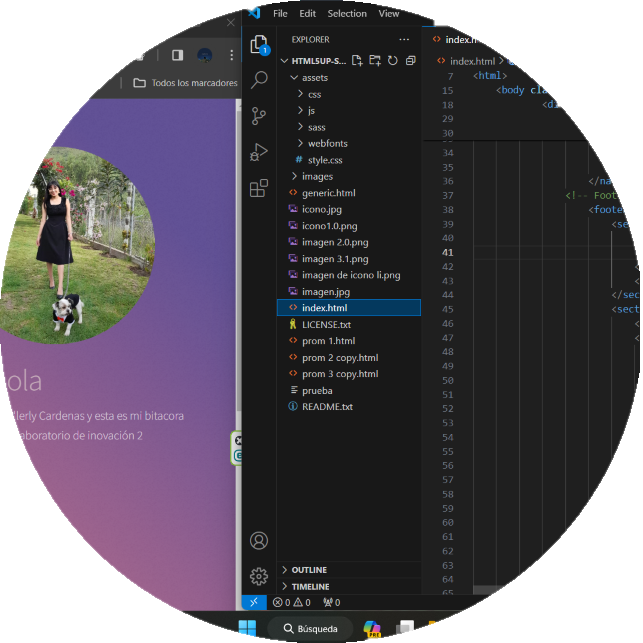 File Edit Selection View
Todos los marcadores
ola
llerly Cardenas y esta es mi bitacora
aboratorio de inovación 2
EXPLORER
1
HTML5UP-S...
assets
css
js
sass
webfonts
# style.css
images
<> generic.html
icono.jpg
icono1.0.png
imagen 2.0.png
imagen 3.1.png
imagen de icono li.png
imagen.jpg
<> index.html
LICENSE.txt
<> prom 1.html
<> prom 2 copy.html
<> prom 3 copy.html
prueba
README.txt
OUTLINE
TIMELINE
0 0 0
<> index.h
<> index.html >
7 <html>
15 <body cla
18 <di
30
34
35
36 </na
37 <!-- Foot
38 <footer
39 <se
40
41
42 <
43 <
44 </sec
45 <sect
46 <
47 <
48
49
50
51
52
53
54
55
56
57
58
59
60
61
62
63
64
65
Búsqueda
PRE